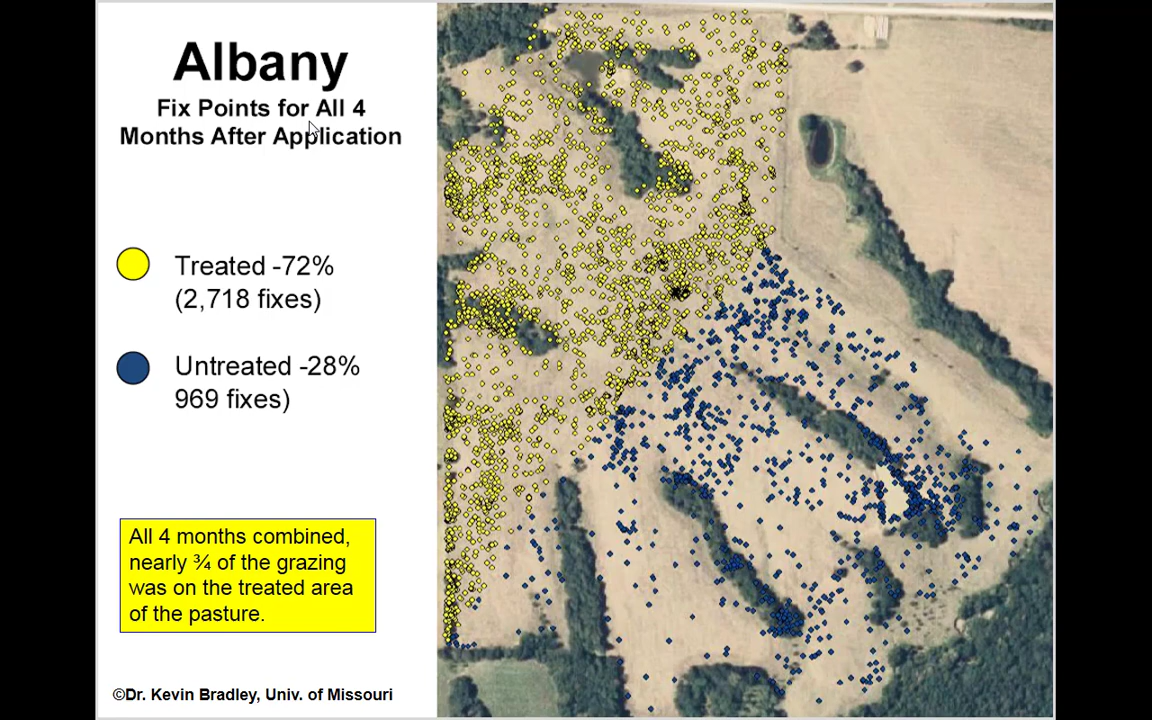 Albany
Fix Points for All 4
Months After Application
Treated -72%
(2,718 fixes)
Untreated -28%
969 fixes)
All 4 months combined,
nearly ¾ of the grazing
was on the treated area
of the pasture.
©Dr. Kevin Bradley, Univ. of Missouri